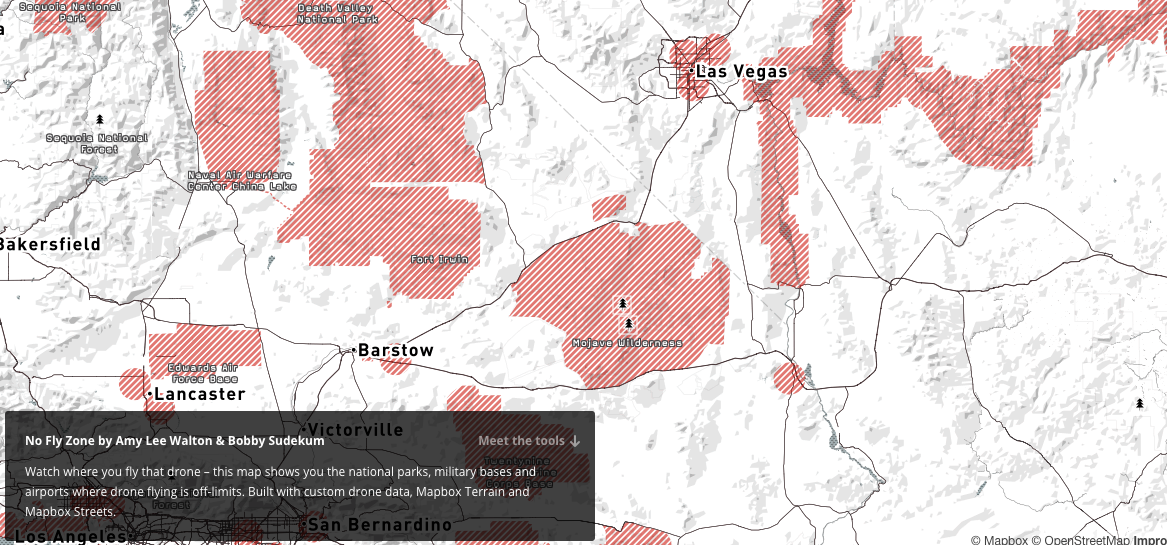 Sequoia National
Park
Death Valley
National Park
a
Las Vegas
Sequoia National
Forest
Naval Air Warfare
Center China Lake
Bakersfield
Fort Irwin
Mojave Wilderness
Barstow
Edwards Air
Force Base
Lancaster
Victorville
No Fly Zone by Amy Lee Walton & Bobby Sudekum
Meet the tools ↓
Twentynine
Corps Base
Watch where you fly that drone – this map shows you the national parks, military bases and
airports where drone flying is off-limits. Built with custom drone data, Mapbox Terrain and
Mapbox Streets.
Forest
San Bernardino
Los Angeles
© Mapbox © OpenStreetMap Impro